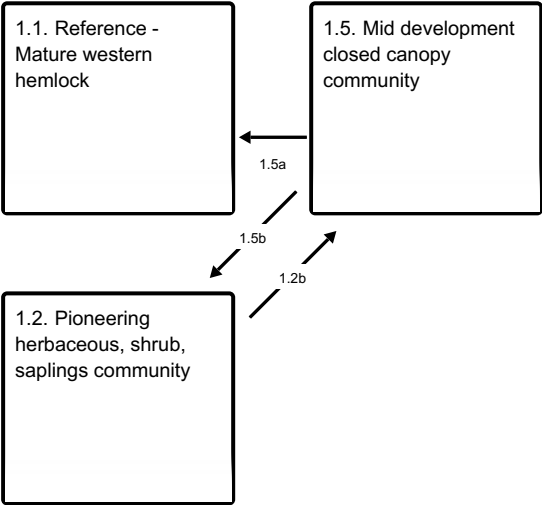 1.1. Reference -
Mature western
hemlock
1.5. Mid development
closed canopy
community
1.5a
1.5b
1.2b
1.2. Pioneering
herbaceous, shrub,
saplings community